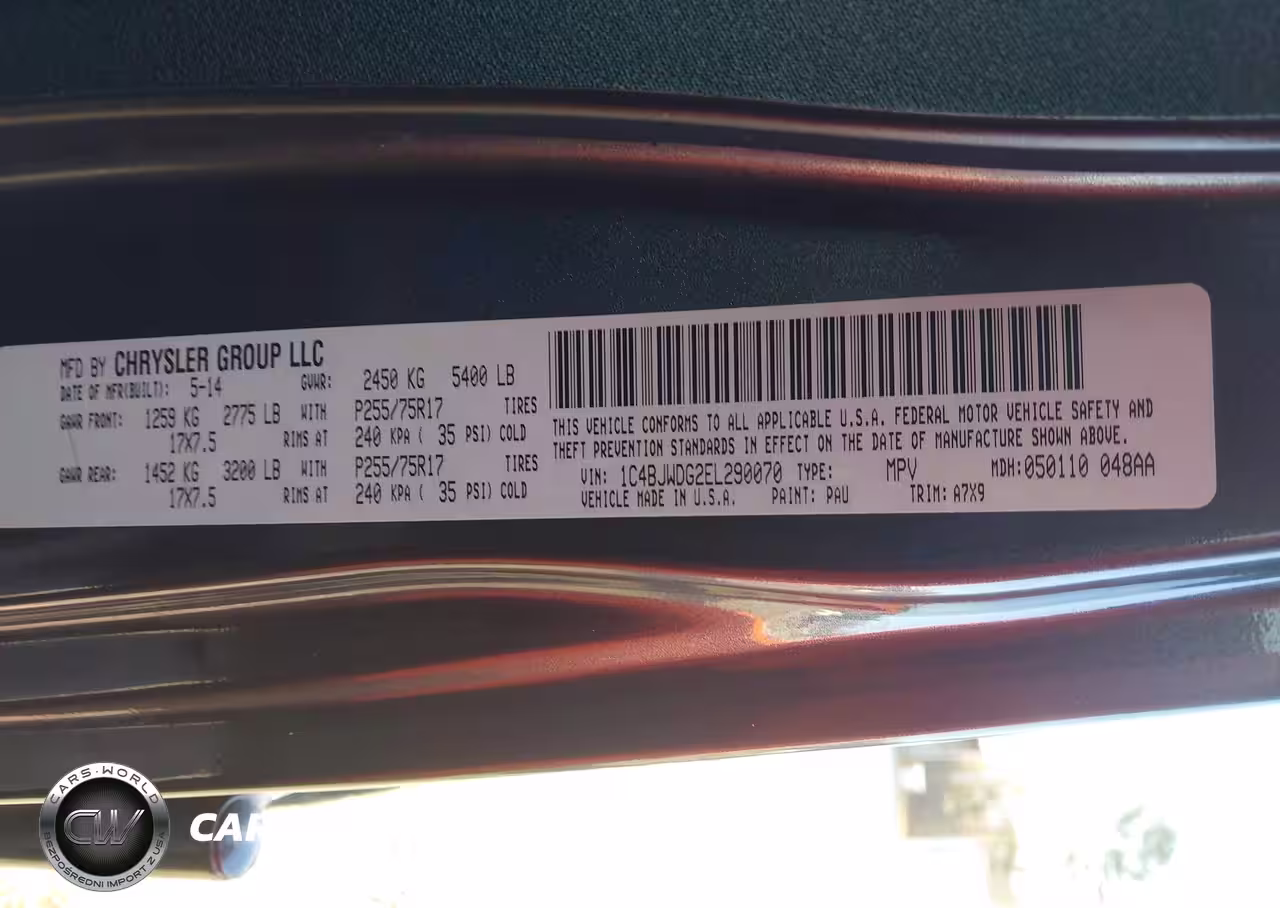 MFD BY CHRYSLER GROUP LLC
DATE OF MFR(BUILT): 5-14 GVWR: 2450 KG 5400 LB
GAWR FRONT: 1259 KG 2775 LB WITH P255/75R17 TIRES
17X7.5 RIMS AT 240 KPA ( 35 PSI) COLD
GAWR REAR: 1452 KG 3200 LB WITH P255/75R17 TIRES
17X7.5 RIMS AT 240 KPA ( 35 PSI) COLD
THIS VEHICLE CONFORMS TO ALL APPLICABLE U.S.A. FEDERAL MOTOR VEHICLE SAFETY AND
THEFT PREVENTION STANDARDS IN EFFECT ON THE DATE OF MANUFACTURE SHOWN ABOVE.
VIN: 1C4BJWDG2EL290070 TYPE: MPV MDH:050110 048AA
VEHICLE MADE IN U.S.A. PAINT: PAU TRIM: A7X9
CARS-WORLD
CW
BEZPOŚREDNI IMPORT Z USA
CAR